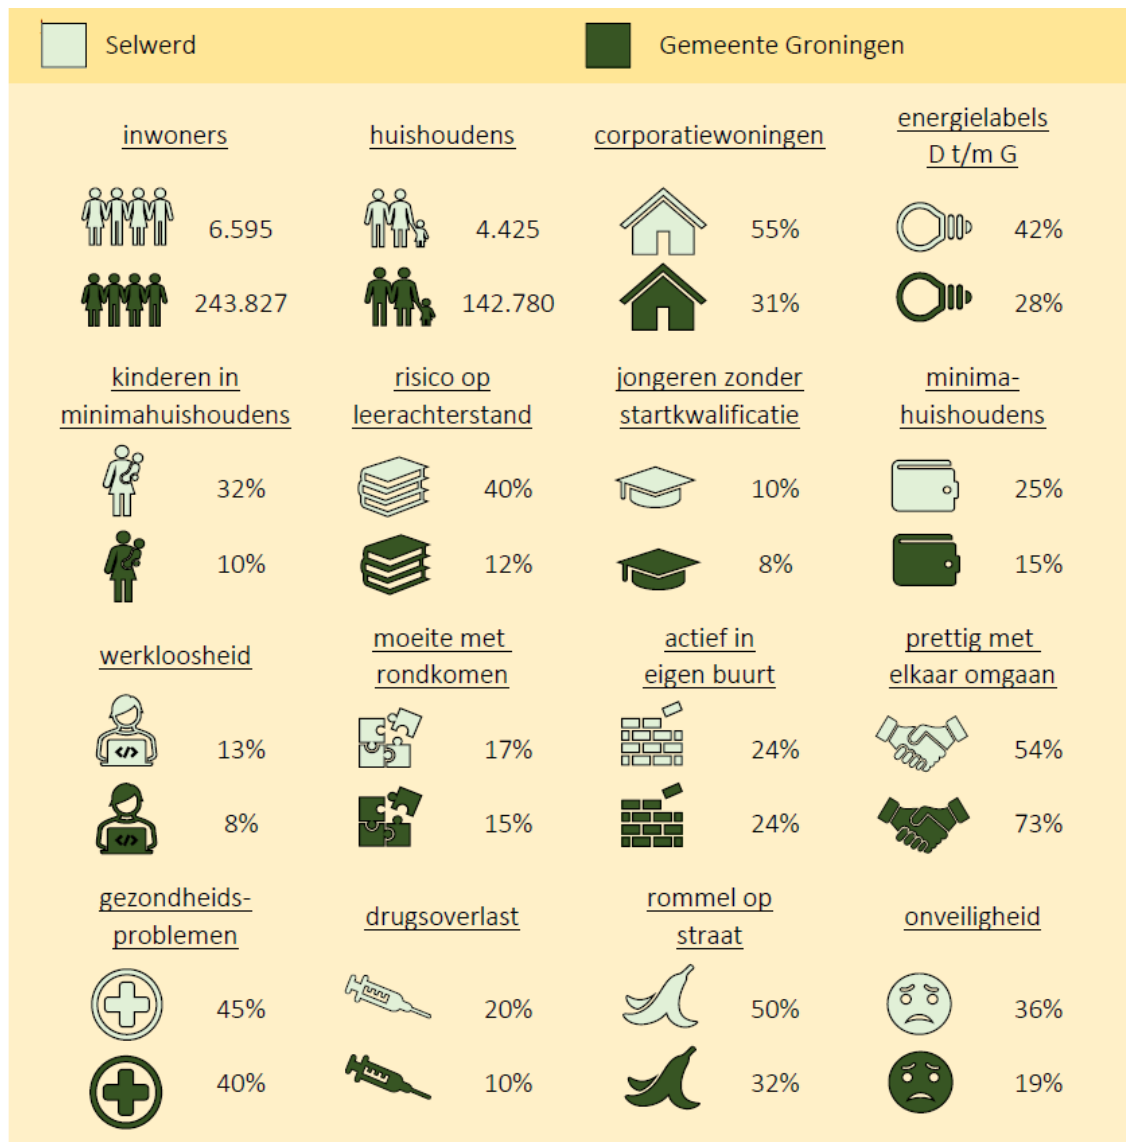 Selwerd
Gemeente Groningen
inwoners
6.595
243.827
huishoudens
4.425
142.780
corporatiewoningen
55%
31%
energielabels
D t/m G
42%
28%
kinderen in
minimahuishoudens
32%
10%
risico op
leerachterstand
40%
12%
jongeren zonder
startkwalificatie
10%
8%
minima-
huishoudens
25%
15%
werkloosheid
</>
13%
</>
8%
moeite met
rondkomen
17%
15%
actief in
eigen buurt
24%
24%
prettig met
elkaar omgaan
54%
73%
gezondheids-
problemen
45%
40%
drugsoverlast
20%
10%
rommel op
straat
50%
32%
onveiligheid
36%
19%